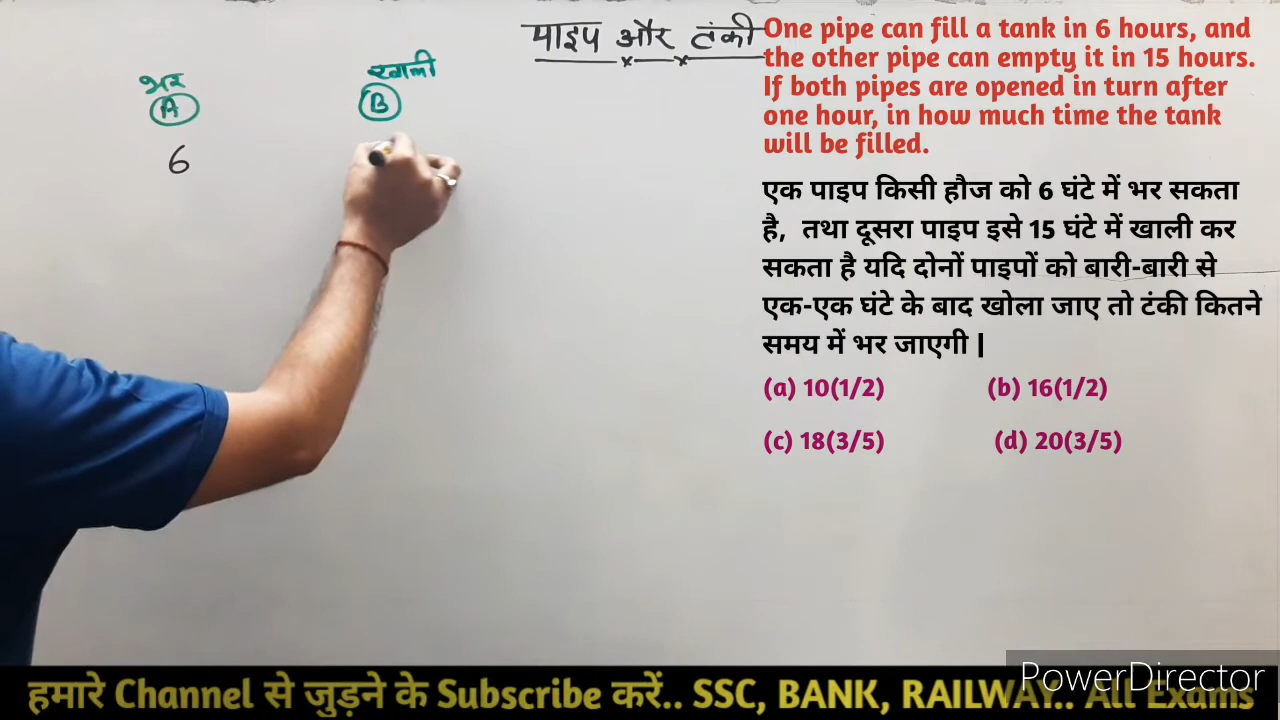 पाइप और टंकी
भर
A
6
खाली
B
One pipe can fill a tank in 6 hours, and
the other pipe can empty it in 15 hours.
If both pipes are opened in turn after
one hour, in how much time the tank
will be filled.
एक पाइप किसी हौज को 6 घंटे में भर सकता
है, तथा दूसरा पाइप इसे 15 घंटे में खाली कर
सकता है यदि दोनों पाइपों को बारी-बारी से
एक-एक घंटे के बाद खोला जाए तो टंकी कितने
समय में भर जाएगी |
(a) 10(1/2) (b) 16(1/2)
(c) 18(3/5) (d) 20(3/5)
PowerDirector
हमारे Channel से जुड़ने के Subscribe करें.. SSC, BANK, RAILWAY.. All Exams